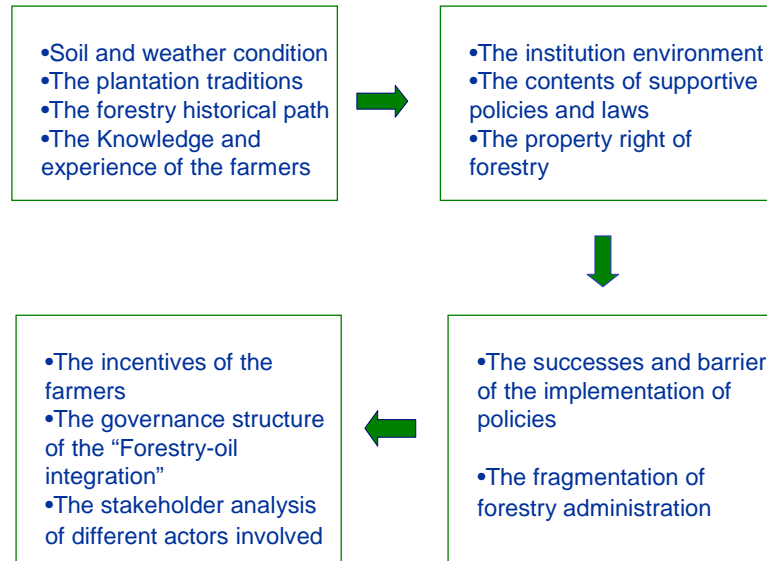 •Soil and weather condition
•The plantation traditions
•The forestry historical path
•The Knowledge and
experience of the farmers
•The institution environment
•The contents of supportive
policies and laws
•The property right of
forestry
•The successes and barrier
of the implementation of
policies
•The fragmentation of
forestry administration
•The incentives of the
farmers
•The governance structure
of the “Forestry-oil
integration”
•The stakeholder analysis
of different actors involved